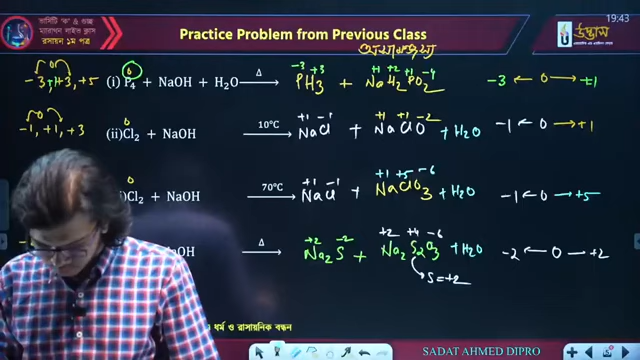 ভার্সিটি 'ক' & গুচ্ছ
ম্যারাথন লাইভ ক্লাস
রসায়ন ১ম পত্র
Practice Problem from Previous Class
19:43
উদ্ভাস
-3, +3, +5 (i) P₄ + NaOH + H₂O Δ PH₃ + NaH₂PO₂ -3 ← 0 → +1
-1, +1, +3 (ii) Cl₂ + NaOH 10°C NaCl + NaClO + H₂O -1 ← 0 → +1
Cl₂ + NaOH 70°C NaCl + NaClO₃ + H₂O -1 ← 0 → +5
Δ Na₂S + Na₂S₂O₃ + H₂O -2 ← 0 → +2
S = +2
ধর্ম ও রাসায়নিক বন্ধন
SADAT AHMED DIPRO